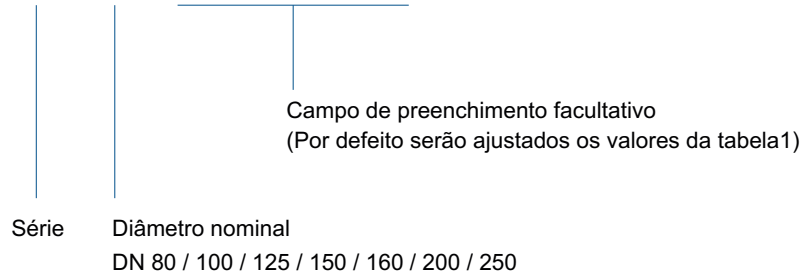 Campo de preenchimento facultativo
(Por defeito serão ajustados os valores da tabela1)
Série
Diâmetro nominal
DN 80 / 100 / 125 / 150 / 160 / 200 / 250